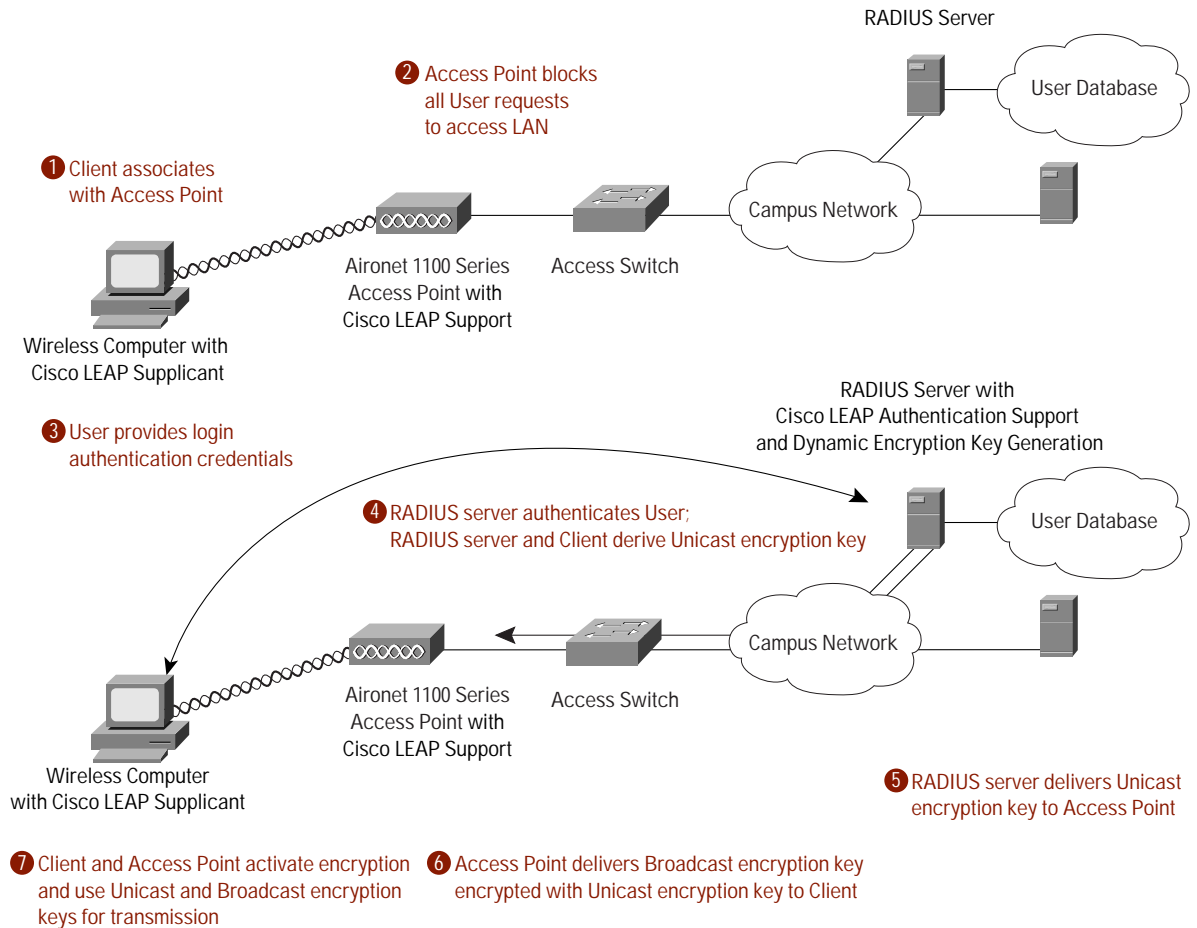 RADIUS Server
2 Access Point blocks
all User requests
to access LAN
User Database
1 Client associates
with Access Point
Campus Network
Aironet 1100 Series
Access Point with
Cisco LEAP Support
Access Switch
Wireless Computer with
Cisco LEAP Supplicant
RADIUS Server with
Cisco LEAP Authentication Support
and Dynamic Encryption Key Generation
3 User provides login
authentication credentials
4 RADIUS server authenticates User;
RADIUS server and Client derive Unicast encryption key
User Database
Campus Network
Aironet 1100 Series
Access Point with
Cisco LEAP Support
Access Switch
Wireless Computer
with Cisco LEAP Supplicant
5 RADIUS server delivers Unicast
encryption key to Access Point
7 Client and Access Point activate encryption
and use Unicast and Broadcast encryption
keys for transmission
6 Access Point delivers Broadcast encryption key
encrypted with Unicast encryption key to Client